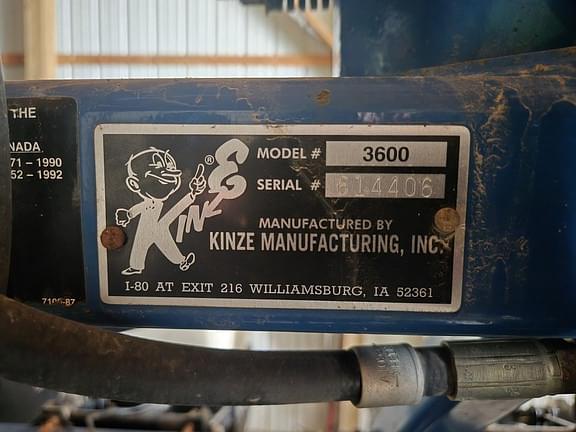 THE
NADA
71 - 1990
52 - 1992
7100-87
KINZE
®
MODEL # 3600
SERIAL # 614406
MANUFACTURED BY
KINZE MANUFACTURING, INC.
I-80 AT EXIT 216 WILLIAMSBURG, IA 52361